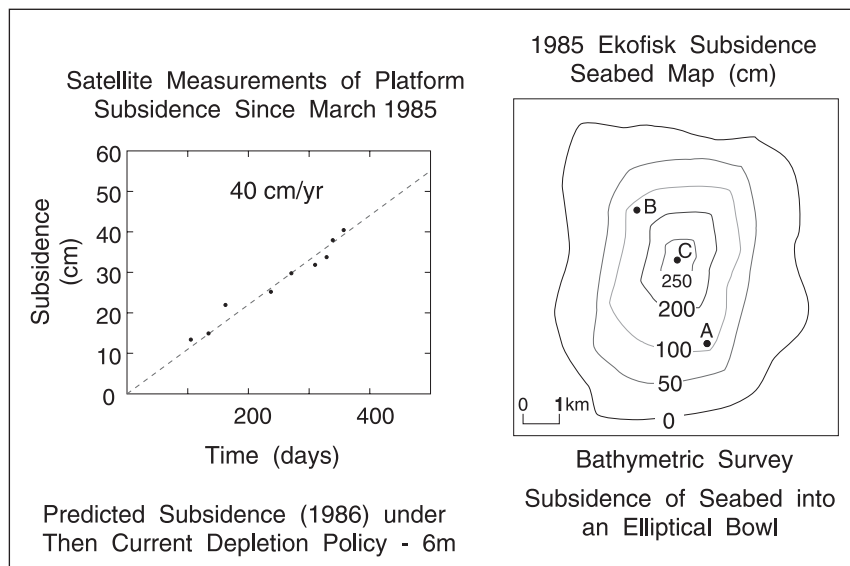 Satellite Measurements of Platform
Subsidence Since March 1985
60
50
40
30
20
10
0
Subsidence
(cm)
40 cm/yr
200
400
Time (days)
Predicted Subsidence (1986) under
Then Current Depletion Policy - 6m
1985 Ekofisk Subsidence
Seabed Map (cm)
B
C
250
200
A
100
50
0
0 1km
Bathymetric Survey
Subsidence of Seabed into
an Elliptical Bowl